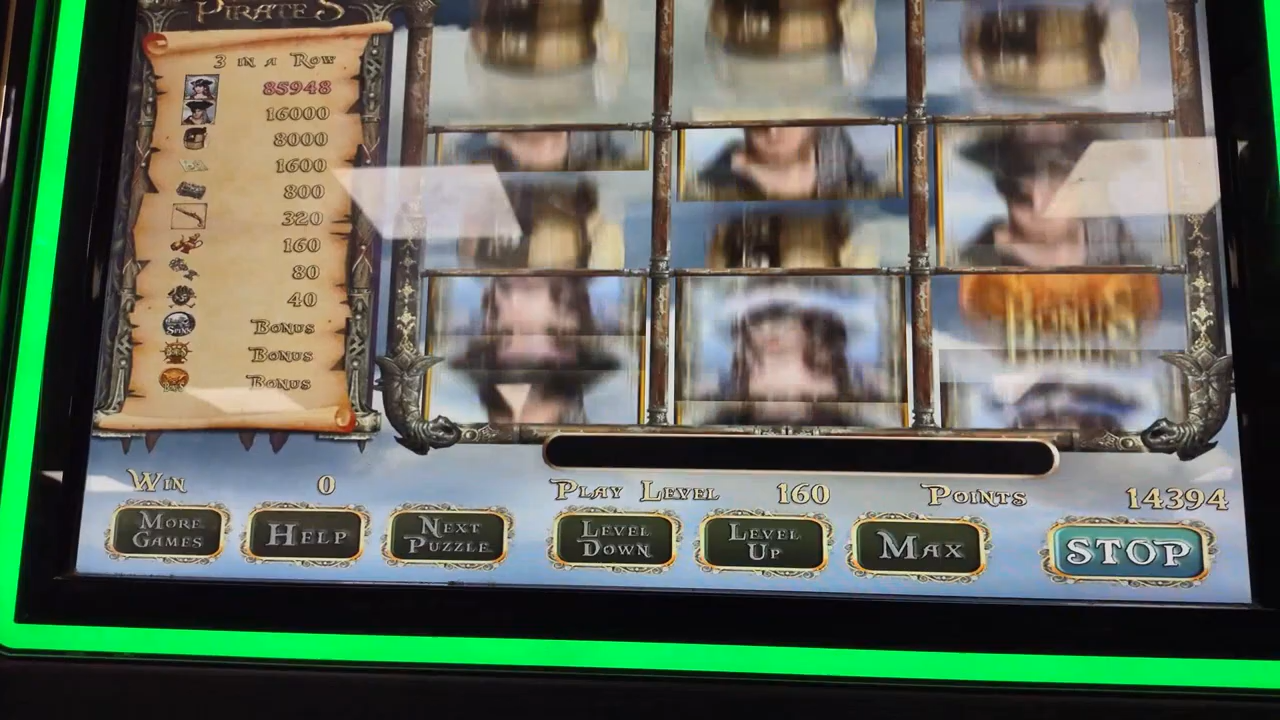 PIRATES
3 IN A ROW
85948
16000
8000
1600
800
320
160
80
40
BONUS
BONUS
BONUS
BONUS
WIN 0
PLAY LEVEL 160
POINTS 14394
MORE GAMES
HELP
NEXT PUZZLE
LEVEL DOWN
LEVEL UP
MAX
STOP